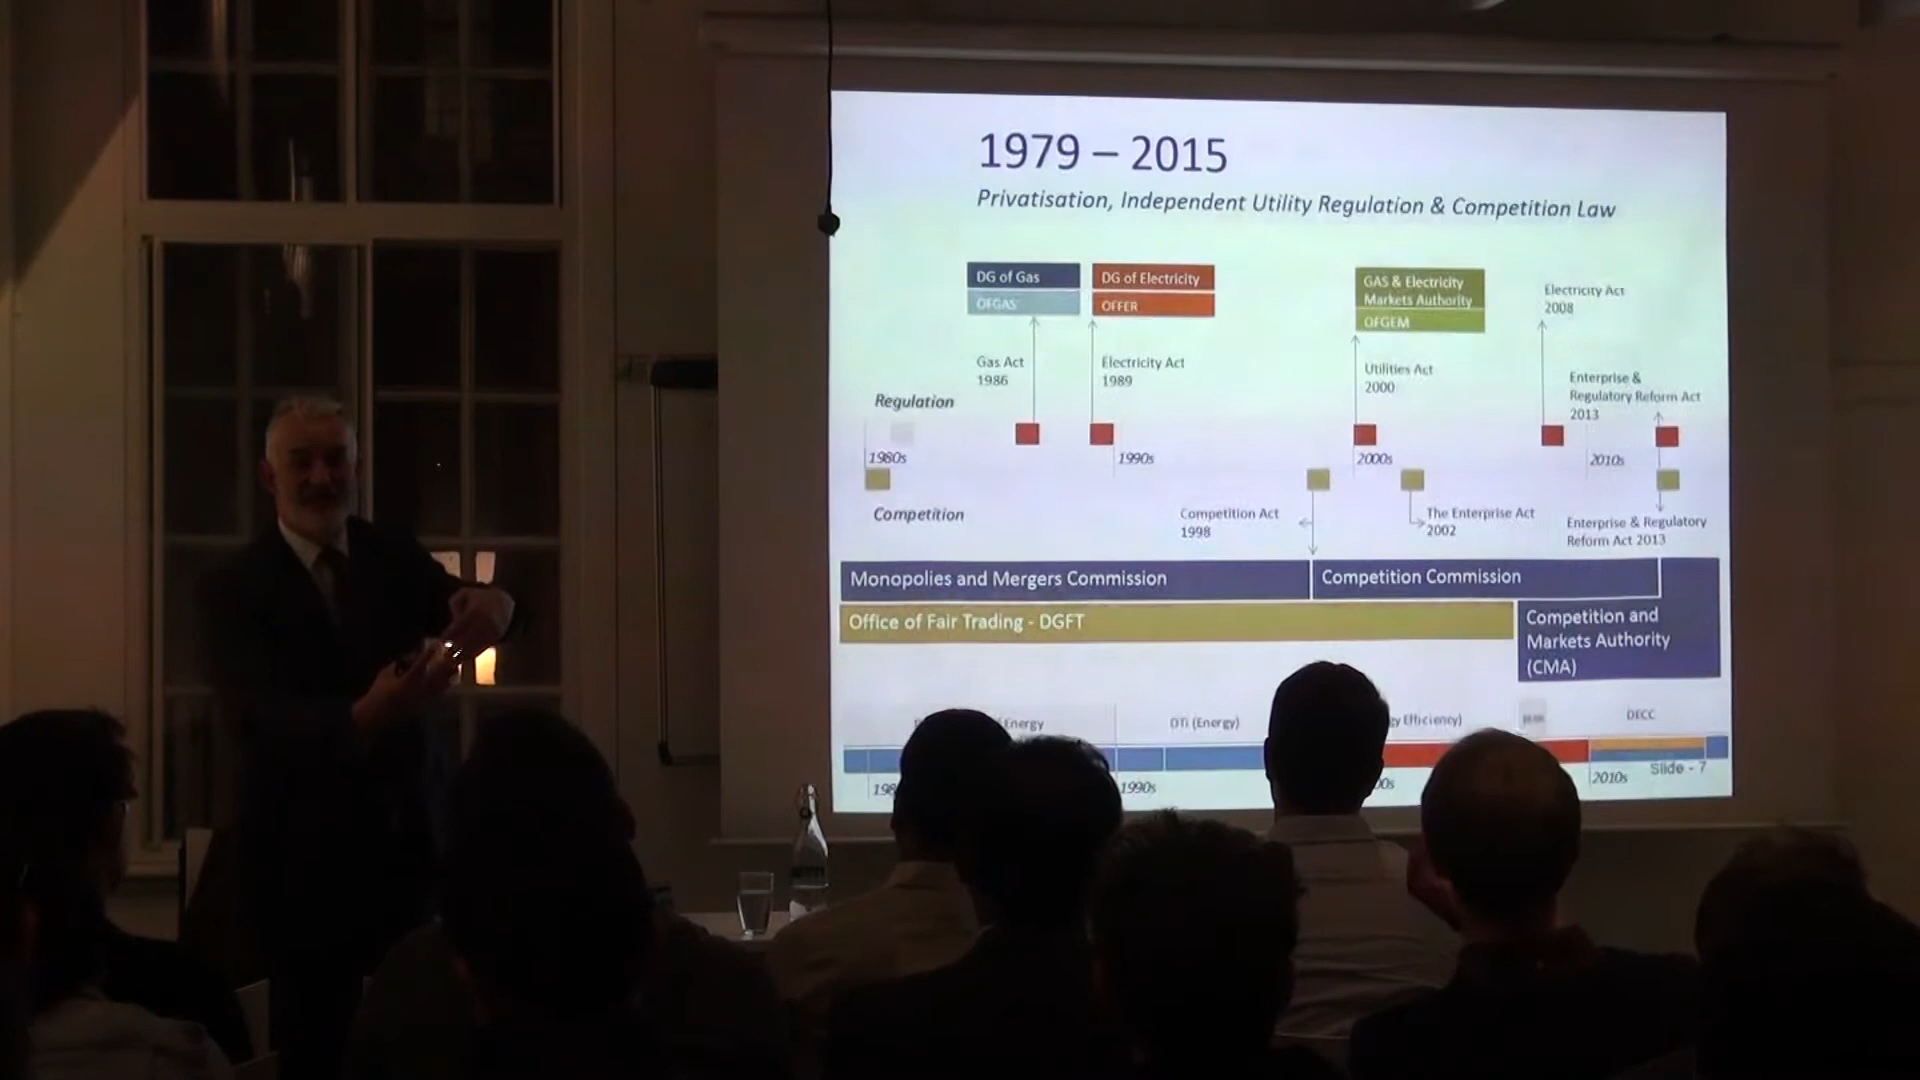 1979 – 2015
Privatisation, Independent Utility Regulation & Competition Law
DG of Gas
OFGAS
DG of Electricity
OFFER
GAS & Electricity
Markets Authority
OFGEM
Electricity Act
2008
Gas Act
1986
Electricity Act
1989
Utilities Act
2000
Enterprise &
Regulatory Reform Act
2013
Regulation
1980s
1990s
2000s
2010s
Competition
Competition Act
1998
The Enterprise Act
2002
Enterprise & Regulatory
Reform Act 2013
Monopolies and Mergers Commission
Competition Commission
Office of Fair Trading - DGFT
Competition and
Markets Authority
(CMA)
Energy
DTI (Energy)
Efficiency)
DECC
1990s
2010s
Slide - 7